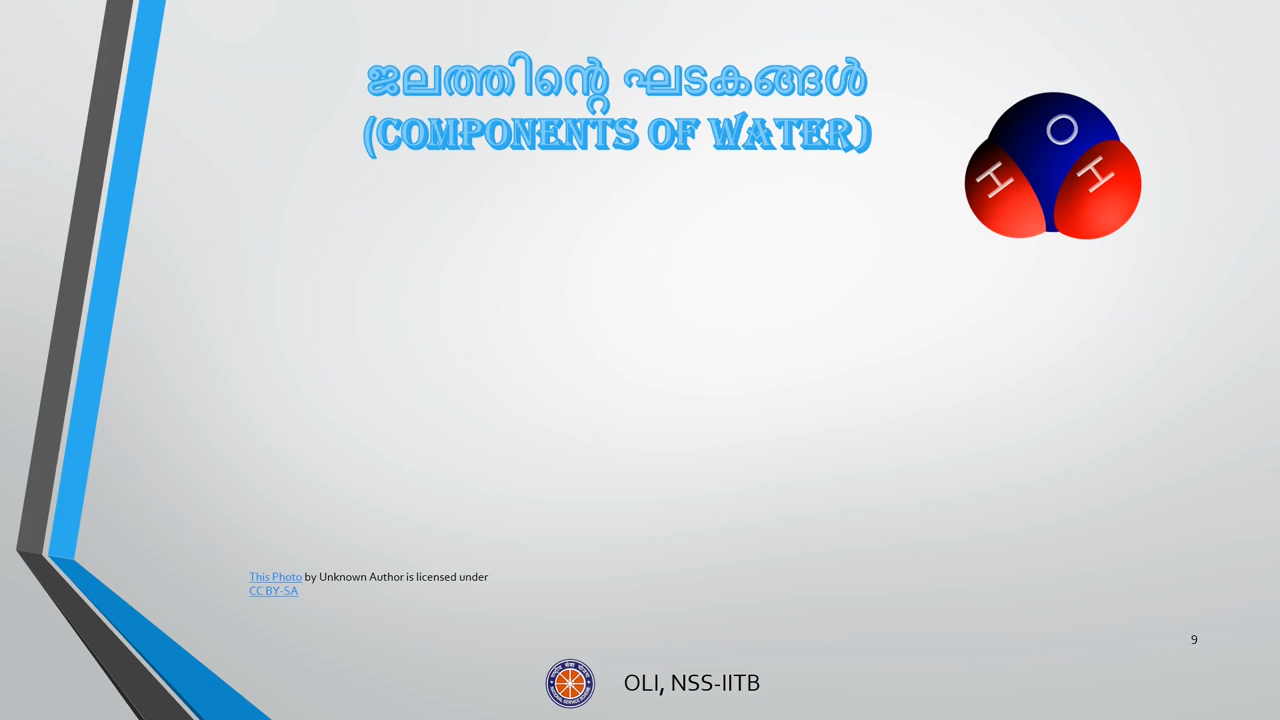 ജലത്തിന്റെ ഘടകങ്ങൾ
(COMPONENTS OF WATER)
O
H
H
This Photo by Unknown Author is licensed under
CC BY-SA
9
OLI, NSS-IITB